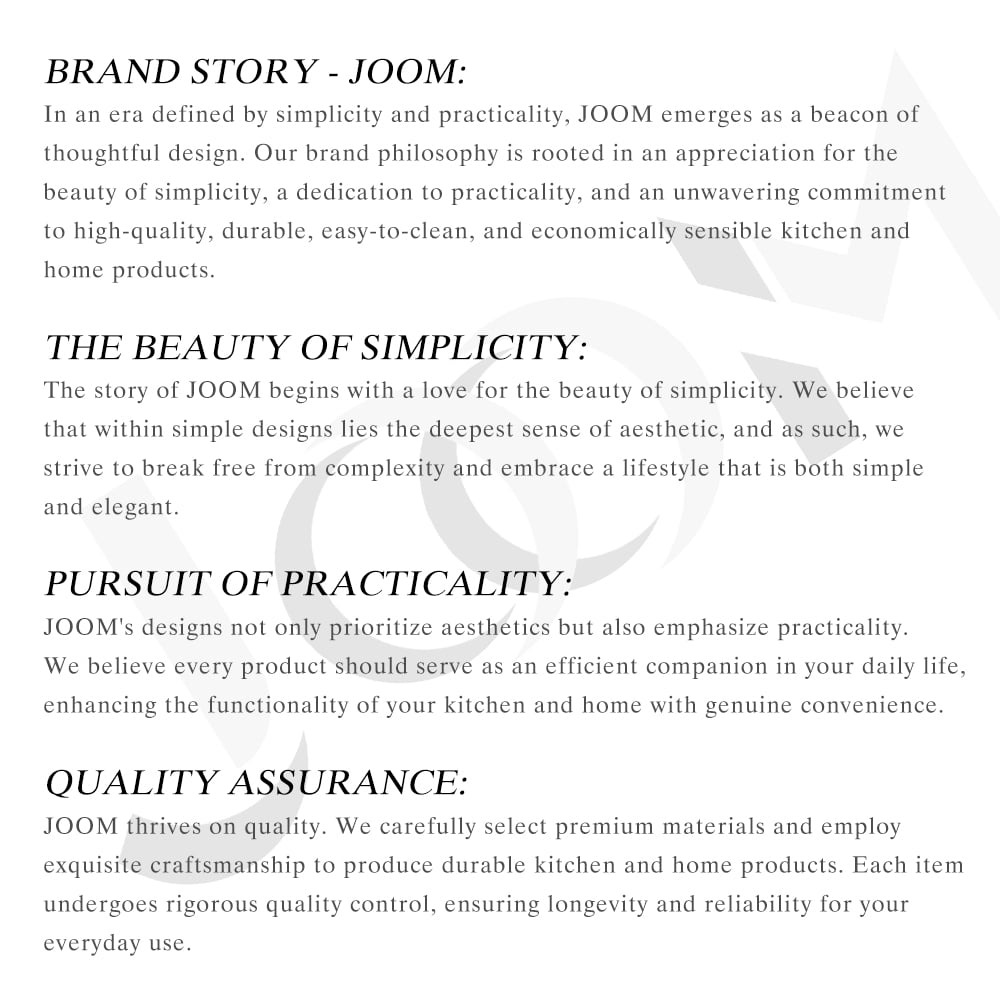 BRAND STORY - JOOM:
In an era defined by simplicity and practicality, JOOM emerges as a beacon of
thoughtful design. Our brand philosophy is rooted in an appreciation for the
beauty of simplicity, a dedication to practicality, and an unwavering commitment
to high-quality, durable, easy-to-clean, and economically sensible kitchen and
home products.
THE BEAUTY OF SIMPLICITY:
The story of JOOM begins with a love for the beauty of simplicity. We believe
that within simple designs lies the deepest sense of aesthetic, and as such, we
strive to break free from complexity and embrace a lifestyle that is both simple
and elegant.
PURSUIT OF PRACTICALITY:
JOOM's designs not only prioritize aesthetics but also emphasize practicality.
We believe every product should serve as an efficient companion in your daily life,
enhancing the functionality of your kitchen and home with genuine convenience.
QUALITY ASSURANCE:
JOOM thrives on quality. We carefully select premium materials and employ
exquisite craftsmanship to produce durable kitchen and home products. Each item
undergoes rigorous quality control, ensuring longevity and reliability for your
everyday use.
JOOM